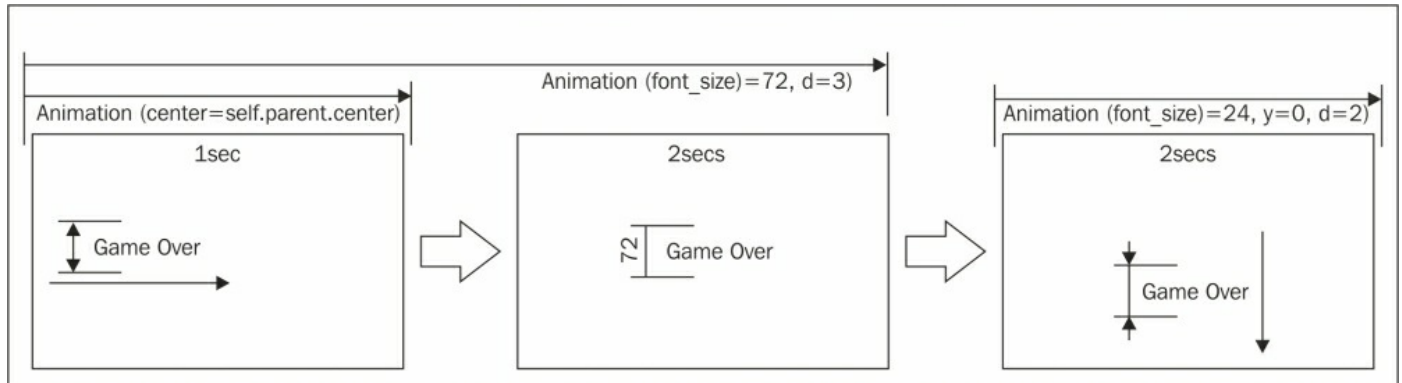 Animation (font_size)=72, d=3)
Animation (center=self.parent.center)
Animation (font_size)=24, y=0, d=2)
1sec
2secs
2secs
Game Over
72
Game Over
Game Over